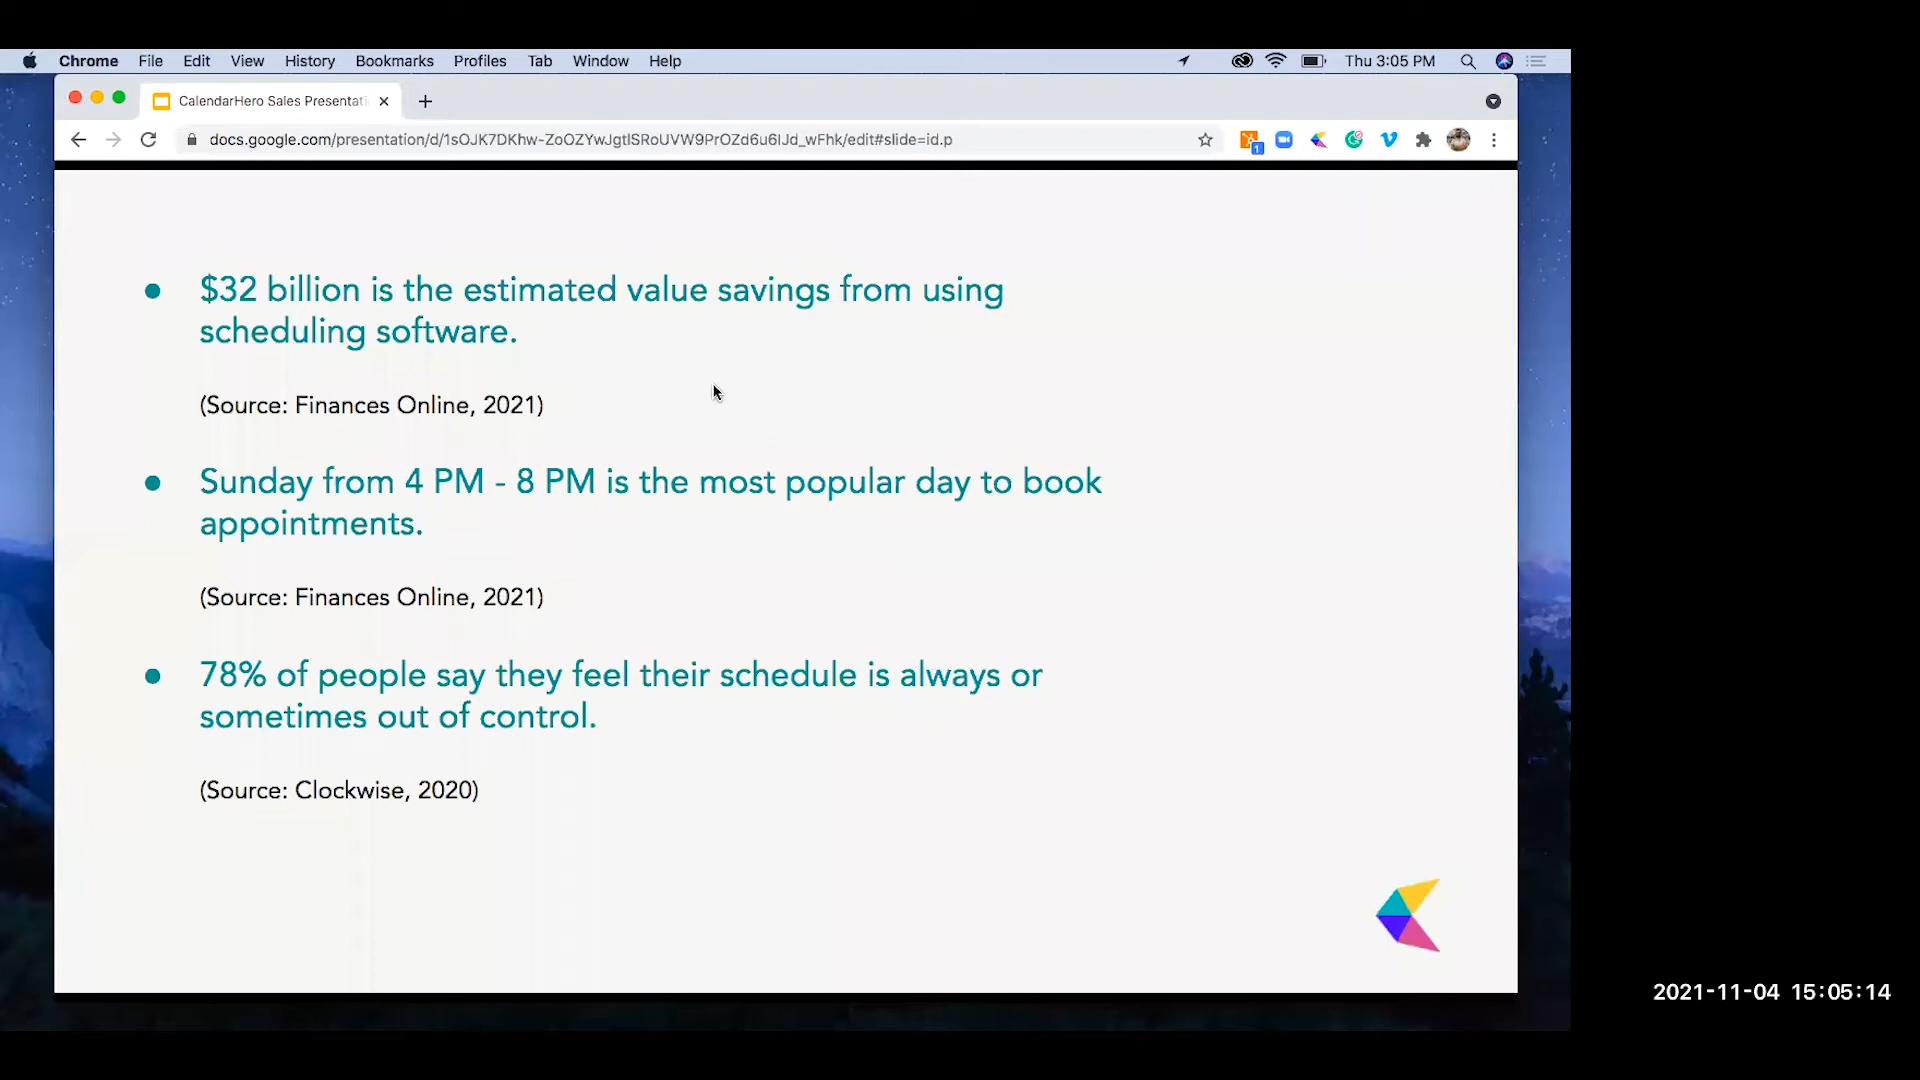 Chrome File Edit View History Bookmarks Profiles Tab Window Help Thu 3:05 PM
CalendarHero Sales Presentati
docs.google.com/presentation/d/1sOJK7DKhw-ZoOZYwJgtlSRoUVW9PrOZd6u6lJd_wFhk/edit#slide=id.p
1
• $32 billion is the estimated value savings from using
scheduling software.
(Source: Finances Online, 2021)
• Sunday from 4 PM - 8 PM is the most popular day to book
appointments.
(Source: Finances Online, 2021)
• 78% of people say they feel their schedule is always or
sometimes out of control.
(Source: Clockwise, 2020)
2021-11-04 15:05:14